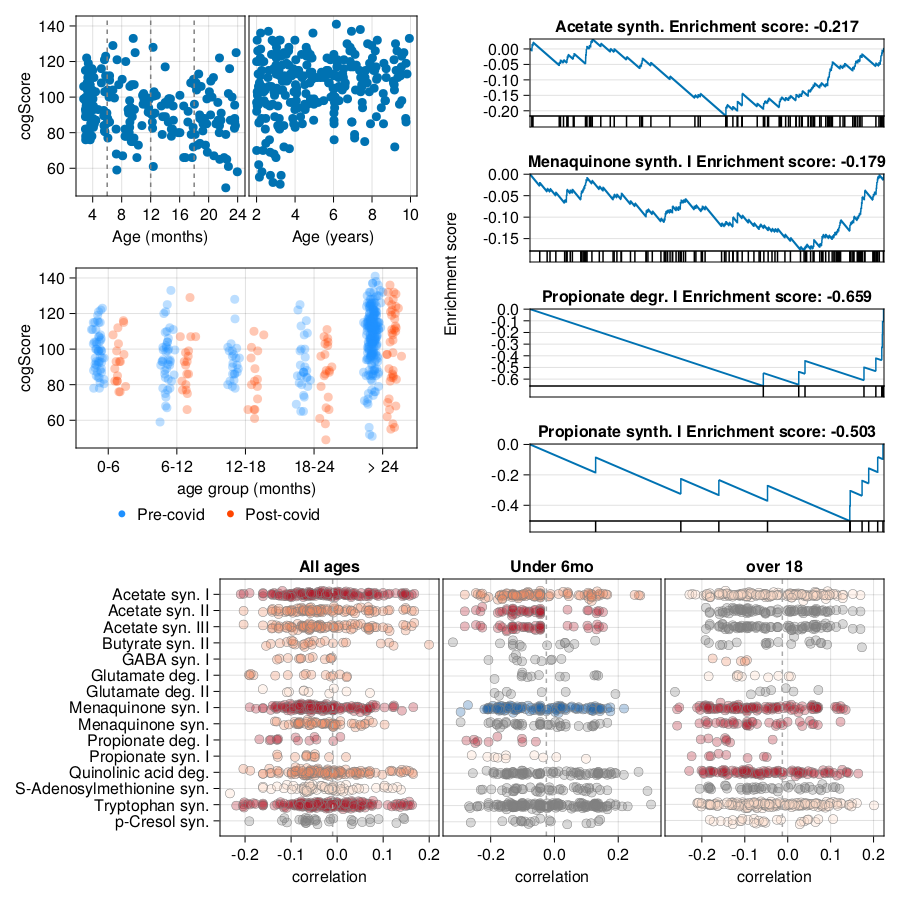 140
120
100
80
60
cogScore
4 8 12 16 20 24
Age (months)
2 4 6 8 10
Age (years)
140
120
100
80
60
cogScore
0-6 6-12 12-18 18-24 > 24
age group (months)
Pre-covid Post-covid
Enrichment score
Acetate synth. Enrichment score: -0.217
0.00
-0.05
-0.10
-0.15
-0.20
Menaquinone synth. I Enrichment score: -0.179
0.00
-0.05
-0.10
-0.15
Propionate degr. I Enrichment score: -0.659
0.0
-0.1
-0.2
-0.3
-0.4
-0.5
-0.6
Propionate synth. I Enrichment score: -0.503
0.0
-0.2
-0.4
All ages Under 6mo over 18
Acetate syn. I
Acetate syn. II
Acetate syn. III
Butyrate syn. II
GABA syn. I
Glutamate deg. I
Glutamate deg. II
Menaquinone syn. I
Menaquinone syn.
Propionate deg. I
Propionate syn. I
Quinolinic acid deg.
S-Adenosylmethionine syn.
Tryptophan syn.
p-Cresol syn.
-0.2 -0.1 0.0 0.1 0.2
correlation
-0.2 0.0 0.2
correlation
-0.2 -0.1 0.0 0.1 0.2
correlation